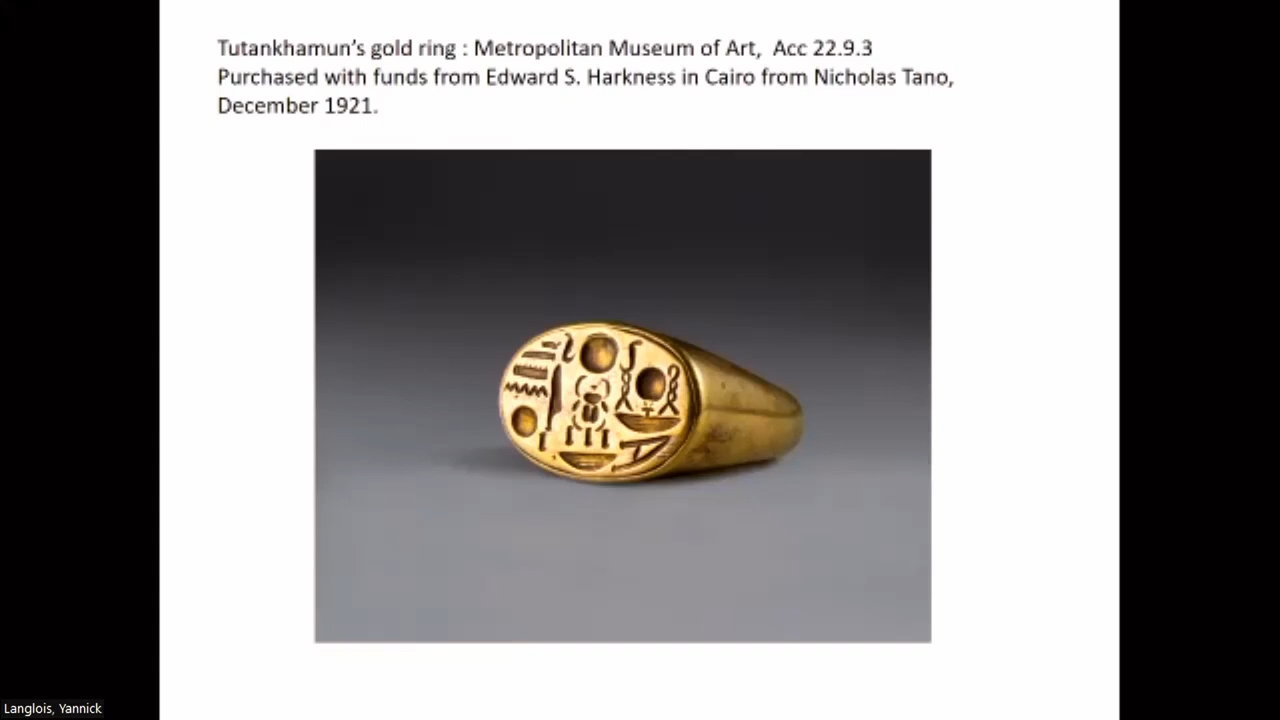 Tutankhamun’s gold ring : Metropolitan Museum of Art,  Acc 22.9.3
Purchased with funds from Edward S. Harkness in Cairo from Nicholas Tano,
December 1921.
Langlois, Yannick